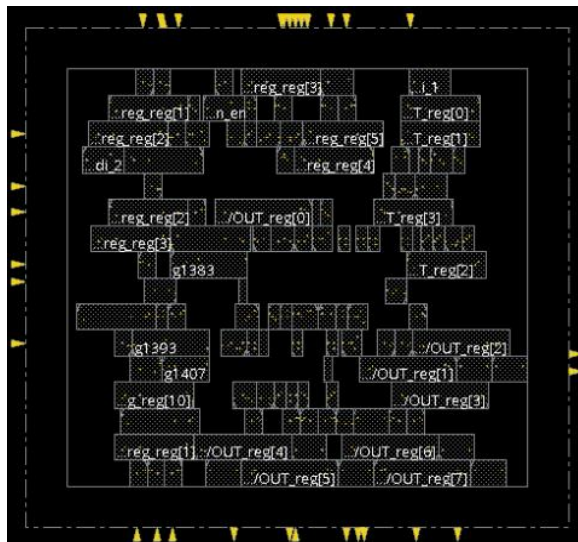 reg_reg[3] ...i_1
...reg_reg[1] ...n_en ...T_reg[0]
...reg_reg[2] ...reg_reg[5] ...T_reg[1]
...di_2 ...reg_reg[4]
...reg_reg[2] .../OUT_reg[0] ...T_reg[3]
...reg_reg[3]
g1383 ...T_reg[2]
g1393 .../OUT_reg[2]
g1407 .../OUT_reg[1]
...g_reg[10] .../OUT_reg[3]
...reg_reg[1] .../OUT_reg[4] .../OUT_reg[6]
.../OUT_reg[5] .../OUT_reg[7]